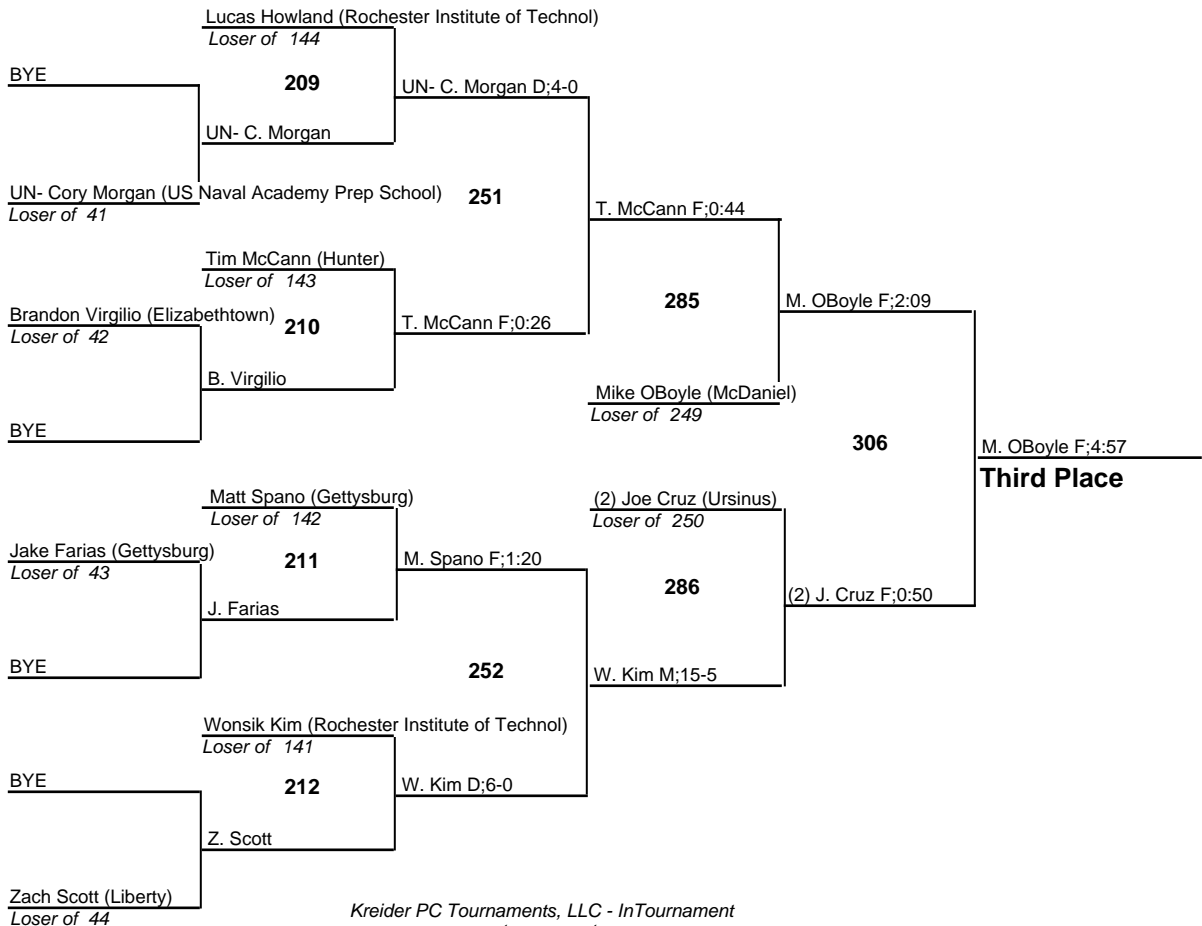 Lucas Howland (Rochester Institute of Technol)
Loser of 144
BYE
209
UN- C. Morgan D;4-0
UN- C. Morgan
UN- Cory Morgan (US Naval Academy Prep School)
Loser of 41
251
T. McCann F;0:44
Tim McCann (Hunter)
Loser of 143
Brandon Virgilio (Elizabethtown)
Loser of 42
210
T. McCann F;0:26
285
M. OBoyle F;2:09
B. Virgilio
Mike OBoyle (McDaniel)
Loser of 249
BYE
306
M. OBoyle F;4:57
Third Place
Matt Spano (Gettysburg)
Loser of 142
(2) Joe Cruz (Ursinus)
Loser of 250
Jake Farias (Gettysburg)
Loser of 43
211
M. Spano F;1:20
286
(2) J. Cruz F;0:50
J. Farias
BYE
252
W. Kim M;15-5
Wonsik Kim (Rochester Institute of Technol)
Loser of 141
BYE
212
W. Kim D;6-0
Z. Scott
Zach Scott (Liberty)
Loser of 44
Kreider PC Tournaments, LLC - InTournament